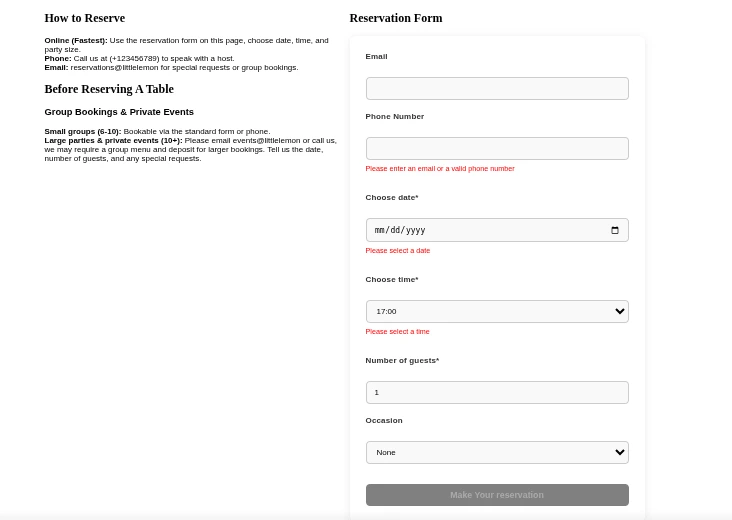 How to Reserve
Online (Fastest): Use the reservation form on this page, choose date, time, and
party size.
Phone: Call us at (+123456789) to speak with a host.
Email: reservations@littlelemon for special requests or group bookings.
Before Reserving A Table
Group Bookings & Private Events
Small groups (6-10): Bookable via the standard form or phone.
Large parties & private events (10+): Please email events@littlelemon or call us,
we may require a group menu and deposit for larger bookings. Tell us the date,
number of guests, and any special requests.
Reservation Form
Email
Phone Number
Please enter an email or a valid phone number
Choose date*
mm/dd/yyyy
Please select a date
Choose time*
17:00
Please select a time
Number of guests*
1
Occasion
None
Make Your reservation